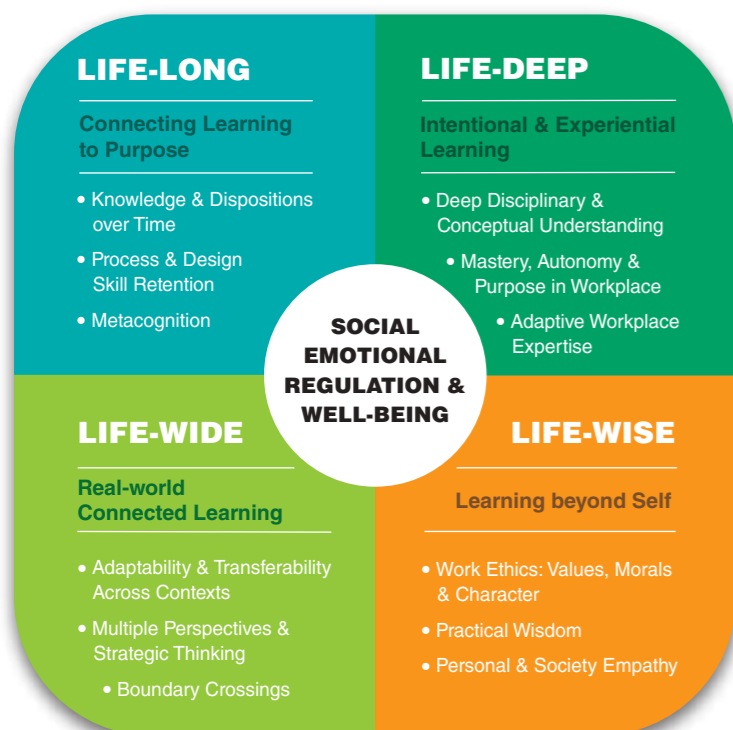 LIFE-LONG
Connecting Learning
to Purpose
• Knowledge & Dispositions
over Time
• Process & Design
Skill Retention
• Metacognition
LIFE-DEEP
Intentional & Experiential
Learning
• Deep Disciplinary &
Conceptual Understanding
• Mastery, Autonomy &
Purpose in Workplace
• Adaptive Workplace
Expertise
SOCIAL
EMOTIONAL
REGULATION &
WELL-BEING
LIFE-WIDE
Real-world
Connected Learning
• Adaptability & Transferability
Across Contexts
• Multiple Perspectives &
Strategic Thinking
• Boundary Crossings
LIFE-WISE
Learning beyond Self
• Work Ethics: Values, Morals
& Character
• Practical Wisdom
• Personal & Society Empathy